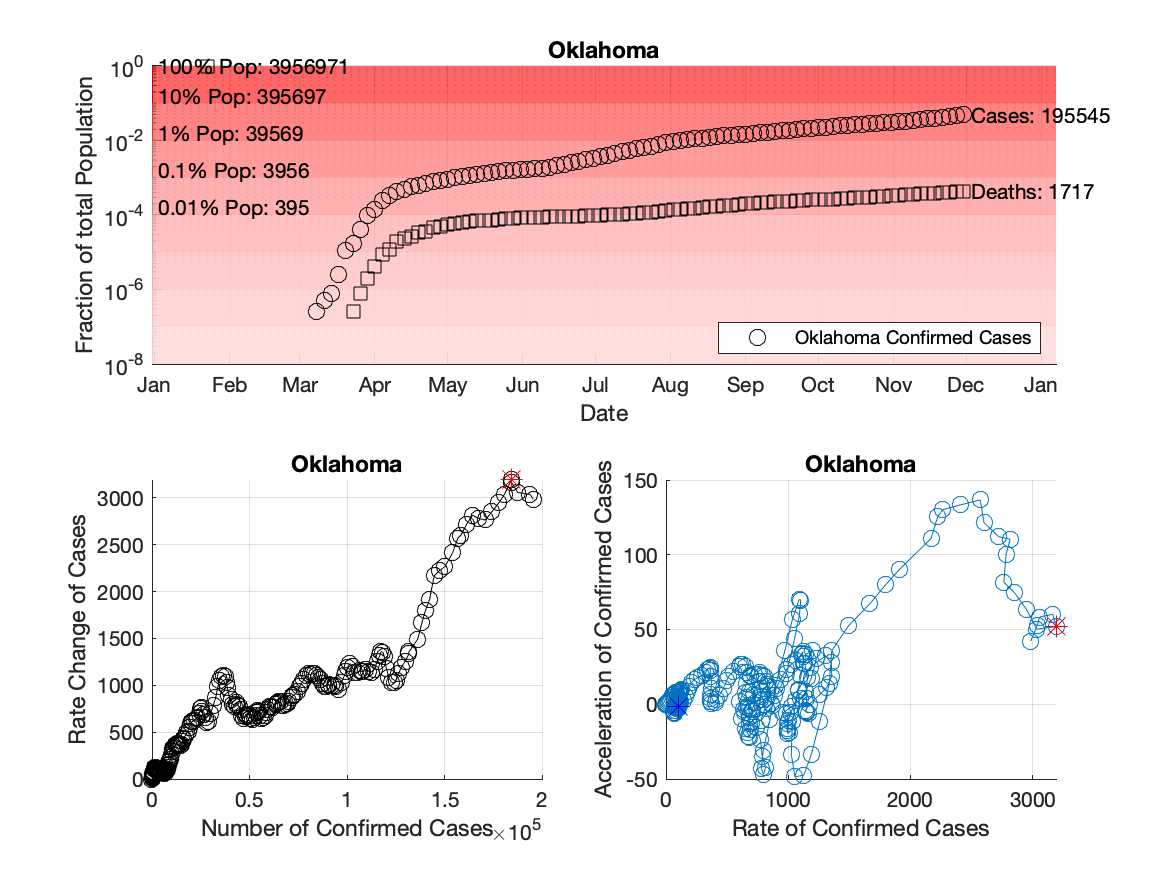 Oklahoma
10^0
10^-2
10^-4
10^-6
10^-8
Fraction of total Population
100% Pop: 3956971
10% Pop: 395697
1% Pop: 39569
0.1% Pop: 3956
0.01% Pop: 395
Cases: 195545
Deaths: 1717
Oklahoma Confirmed Cases
Jan Feb Mar Apr May Jun Jul Aug Sep Oct Nov Dec Jan
Date
Oklahoma
3000
2500
2000
1500
1000
500
0
Rate Change of Cases
0 0.5 1 1.5 2
Number of Confirmed Cases ×10^5
Oklahoma
150
100
50
0
-50
Acceleration of Confirmed Cases
0 1000 2000 3000
Rate of Confirmed Cases